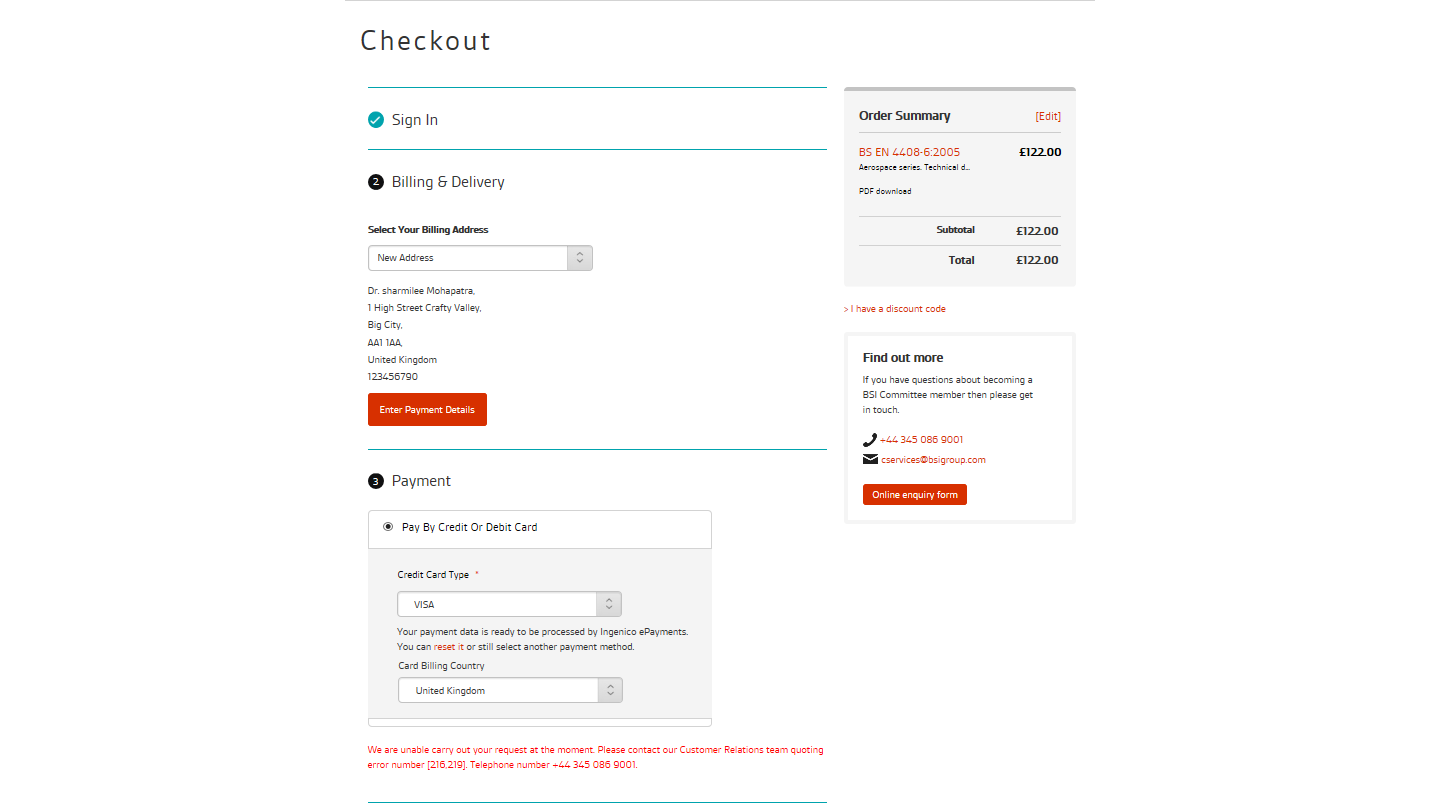 Checkout
Sign In
2 Billing & Delivery
Select Your Billing Address
New Address
Dr. sharmilee Mohapatra,
1 High Street Crafty Valley,
Big City,
AA1 1AA,
United Kingdom
123456790
Enter Payment Details
3 Payment
Pay By Credit Or Debit Card
Credit Card Type *
VISA
Your payment data is ready to be processed by Ingenico ePayments.
You can reset it or still select another payment method.
Card Billing Country
United Kingdom
We are unable carry out your request at the moment. Please contact our Customer Relations team quoting
error number [216,219]. Telephone number +44 345 086 9001.
Order Summary [Edit]
BS EN 4408-6:2005 £122.00
Aerospace series. Technical d...
PDF download
Subtotal £122.00
Total £122.00
> I have a discount code
Find out more
If you have questions about becoming a
BSI Committee member then please get
in touch.
+44 345 086 9001
cservices@bsigroup.com
Online enquiry form